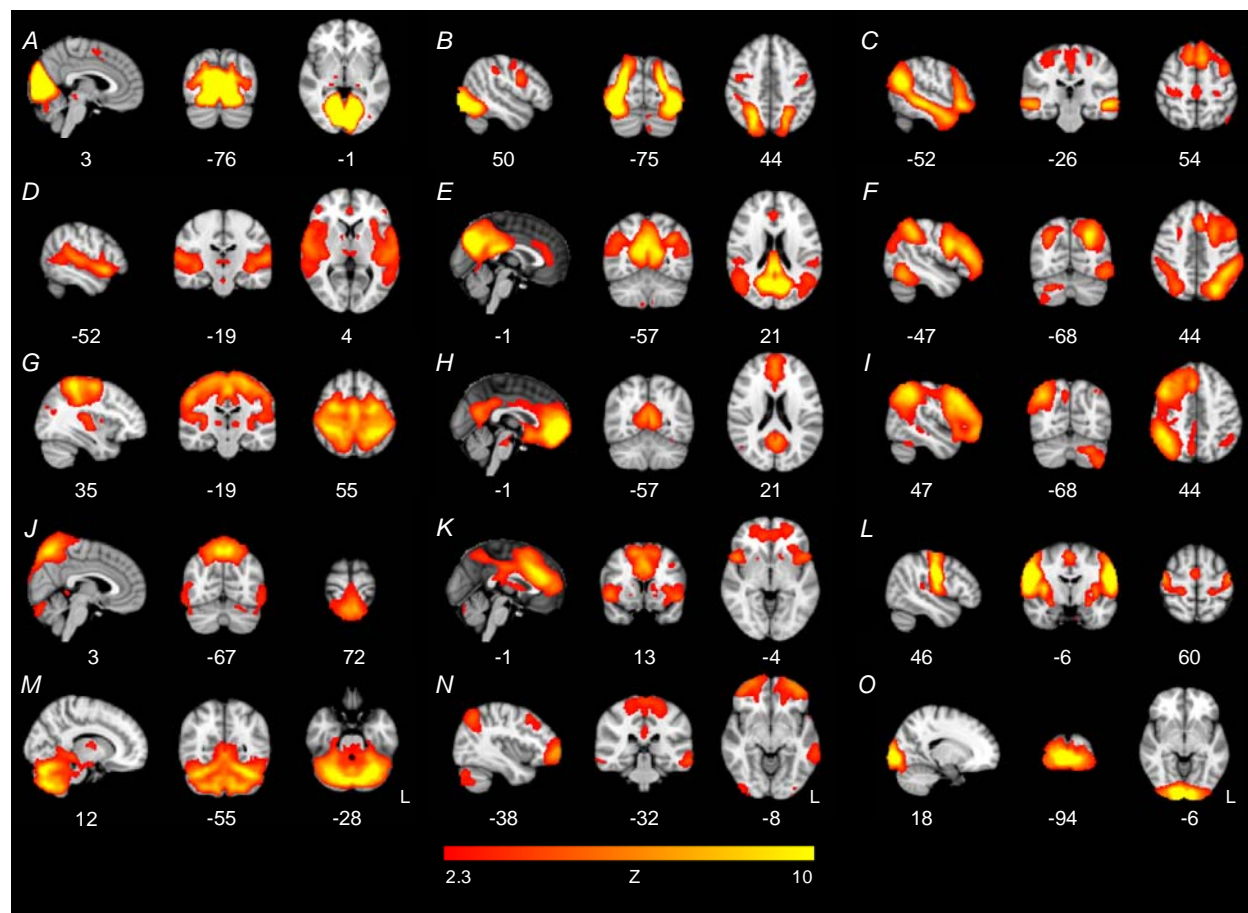 A B C
3 -76 -1 50 -75 44 -52 -26 54
D E F
-52 -19 4 -1 -57 21 -47 -68 44
G H I
35 -19 55 -1 -57 21 47 -68 44
J K L
3 -67 72 -1 13 -4 46 -6 60
M N O
L L L
12 -55 -28 -38 -32 -8 18 -94 -6
2.3 Z 10